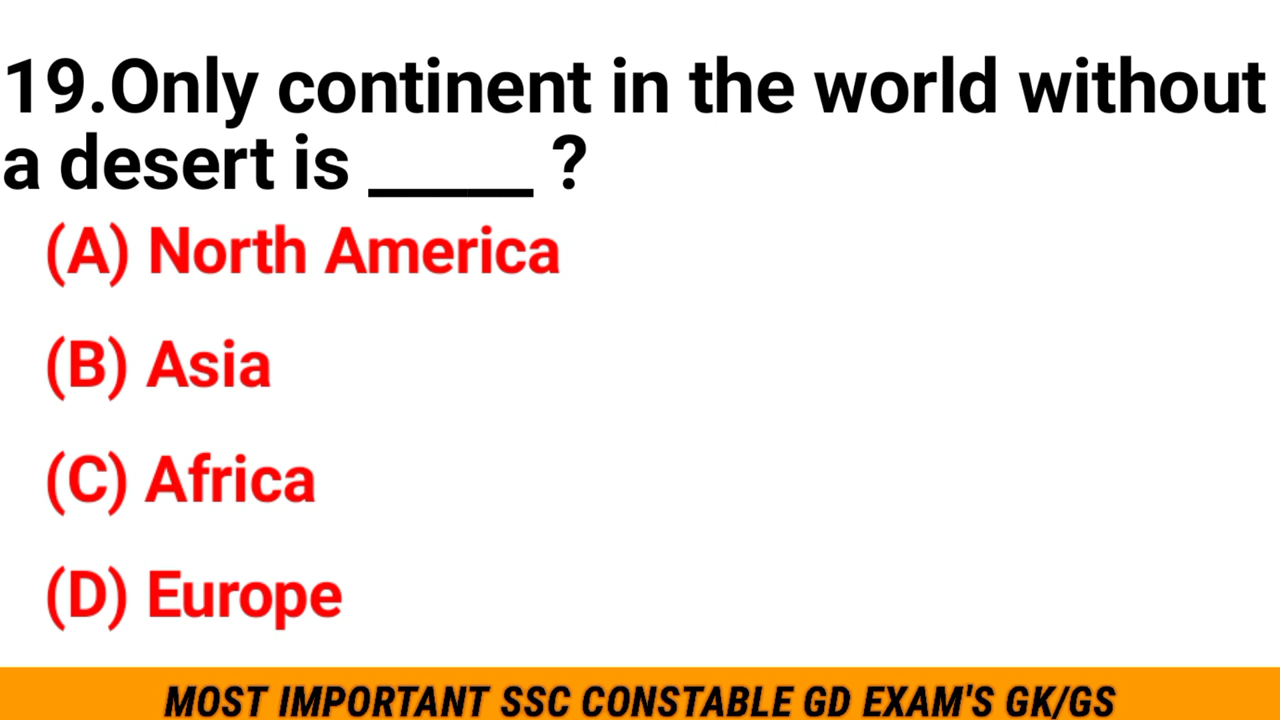 19.Only continent in the world without
a desert is _____ ?
(A) North America
(B) Asia
(C) Africa
(D) Europe
MOST IMPORTANT SSC CONSTABLE GD EXAM'S GK/GS